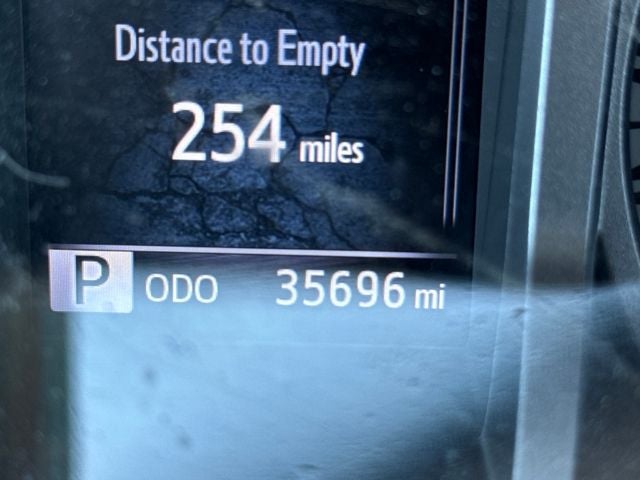 Distance to Empty
254 miles
P ODO 35696 mi